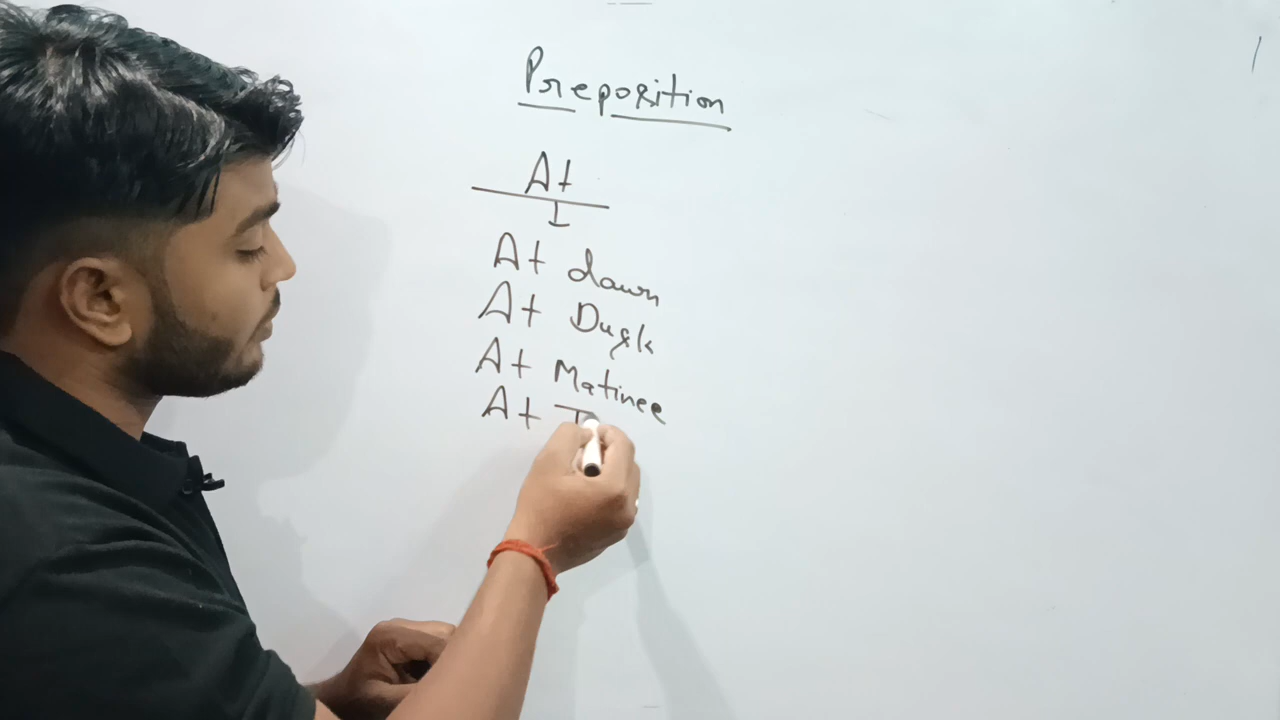 Preposition
At
At dawn
At Dusk
At Matinee
At T